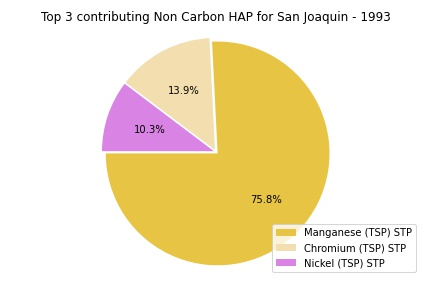 Top 3 contributing Non Carbon HAP for San Joaquin - 1993
13.9%
10.3%
75.8%
Manganese (TSP) STP
Chromium (TSP) STP
Nickel (TSP) STP